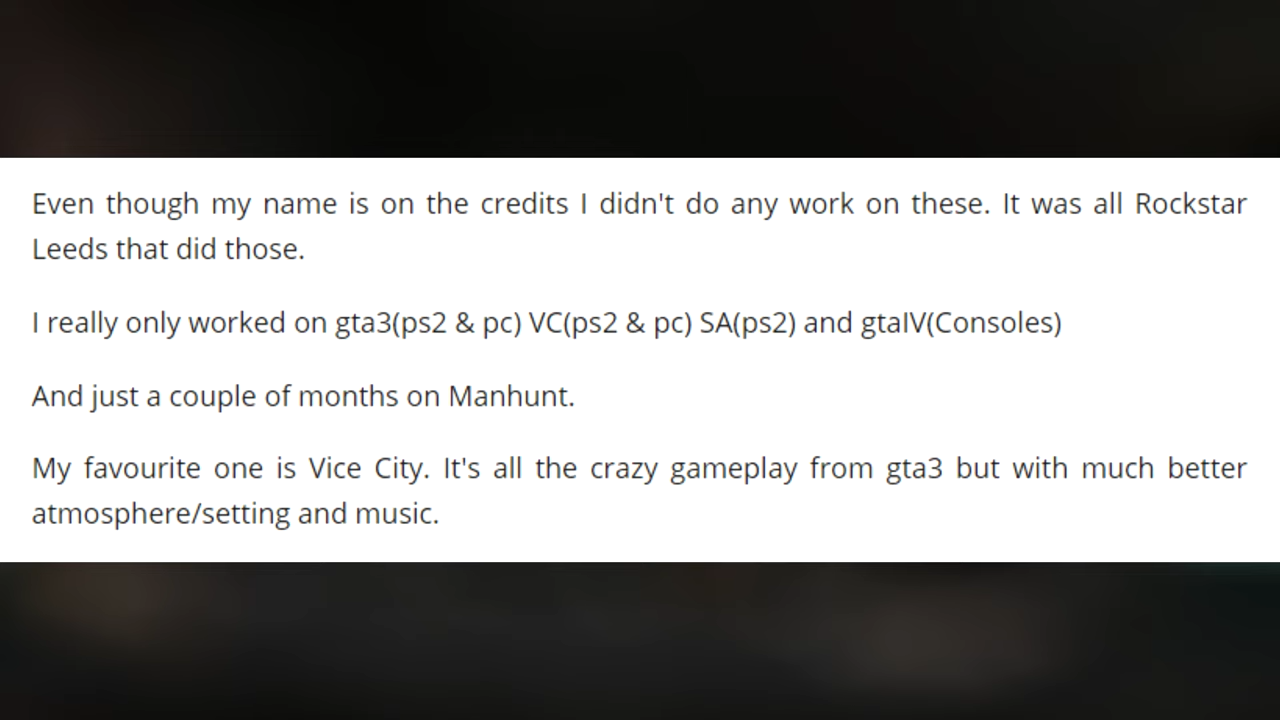 Even though my name is on the credits I didn't do any work on these. It was all Rockstar
Leeds that did those.
I really only worked on gta3(ps2 & pc) VC(ps2 & pc) SA(ps2) and gtaIV(Consoles)
And just a couple of months on Manhunt.
My favourite one is Vice City. It's all the crazy gameplay from gta3 but with much better
atmosphere/setting and music.